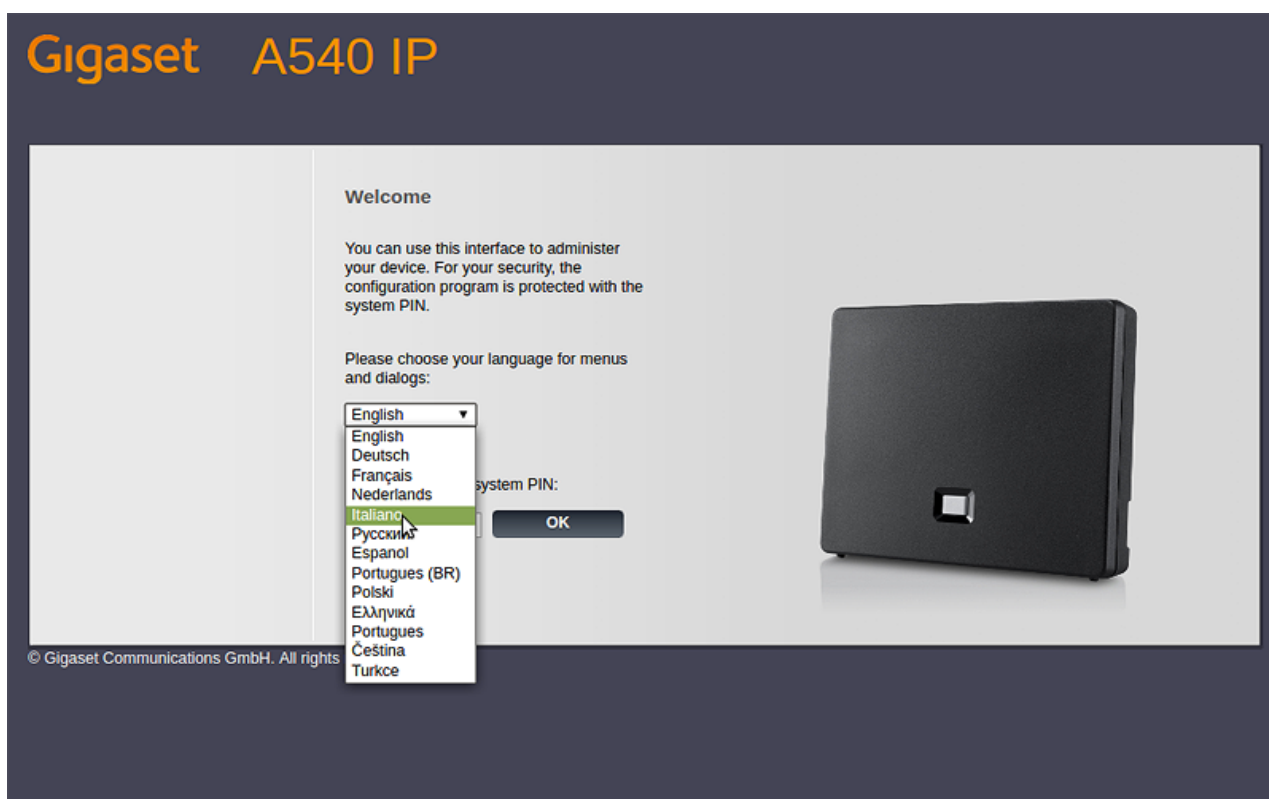 Gigaset A540 IP
Welcome
You can use this interface to administer
your device. For your security, the
configuration program is protected with the
system PIN.
Please choose your language for menus
and dialogs:
English
English
Deutsch
Français
Nederlands
Italiano
Espanol
Portugues (BR)
Polski
Ελληνικά
Portugues
Čeština
Turkce
system PIN:
OK
© Gigaset Communications GmbH. All rights